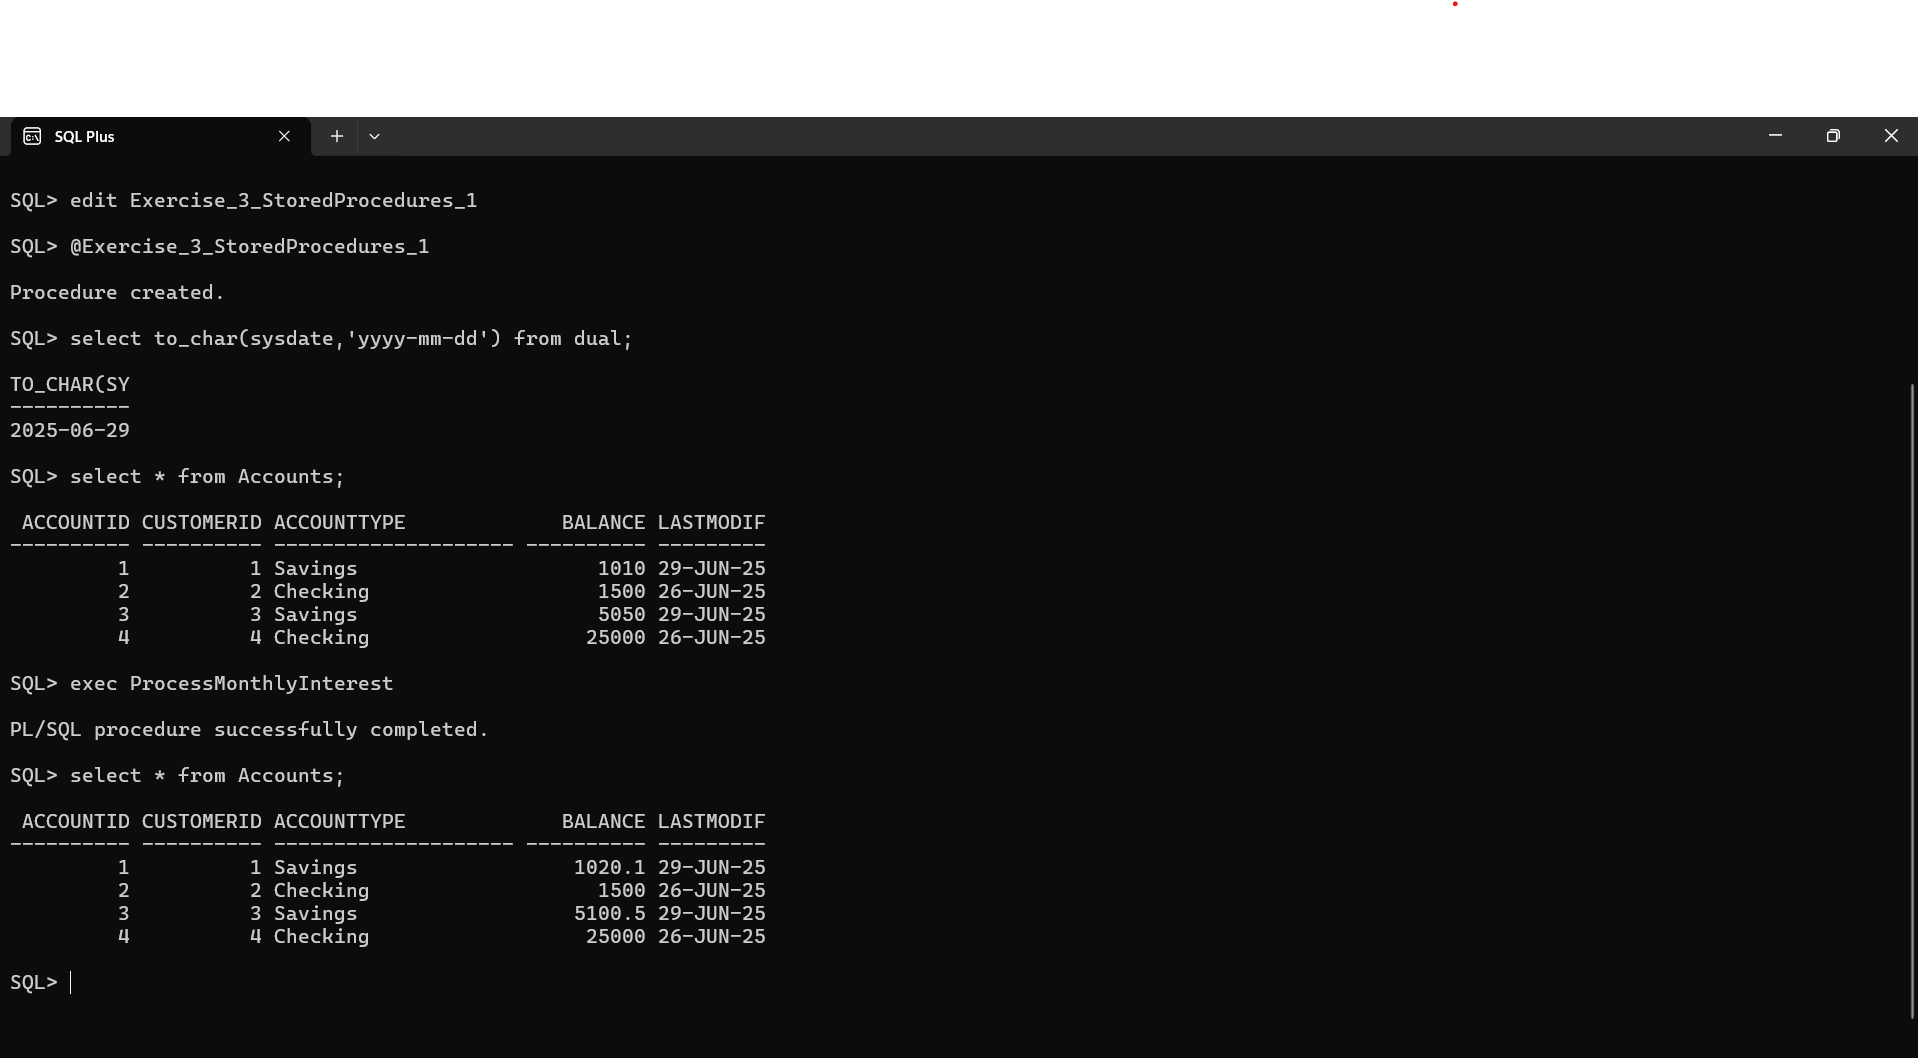 SQL Plus
SQL> edit Exercise_3_StoredProcedures_1
SQL> @Exercise_3_StoredProcedures_1
Procedure created.
SQL> select to_char(sysdate,'yyyy-mm-dd') from dual;
TO_CHAR(SY
----------
2025-06-29
SQL> select * from Accounts;
 ACCOUNTID CUSTOMERID ACCOUNTTYPE             BALANCE LASTMODIF
---------- ---------- -------------------- ---------- ---------
         1          1 Savings                    1010 29-JUN-25
         2          2 Checking                   1500 26-JUN-25
         3          3 Savings                    5050 29-JUN-25
         4          4 Checking                  25000 26-JUN-25
SQL> exec ProcessMonthlyInterest
PL/SQL procedure successfully completed.
SQL> select * from Accounts;
 ACCOUNTID CUSTOMERID ACCOUNTTYPE             BALANCE LASTMODIF
---------- ---------- -------------------- ---------- ---------
         1          1 Savings                  1020.1 29-JUN-25
         2          2 Checking                   1500 26-JUN-25
         3          3 Savings                  5100.5 29-JUN-25
         4          4 Checking                  25000 26-JUN-25
SQL>